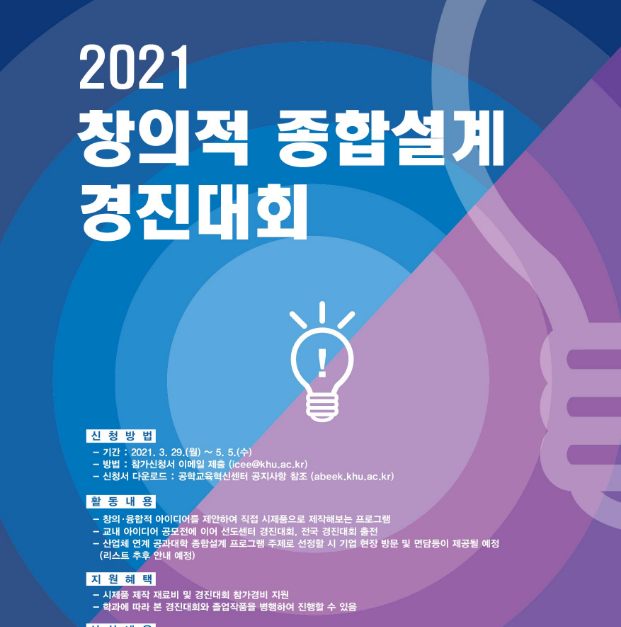 2021
창의적 종합설계
경진대회
!
신청방법
- 기간 : 2021. 3. 29.(월) ~ 5. 5.(수)
- 방법 : 참가신청서 이메일 제출 (icee@khu.ac.kr)
- 신청서 다운로드 : 공학교육혁신센터 공지사항 참조 (abeek.khu.ac.kr)
활동내용
- 창의·융합적 아이디어를 제안하여 직접 시제품으로 제작해보는 프로그램
- 교내 아이디어 공모전에 이어 선도센터 경진대회, 전국 경진대회 출전
- 산업체 연계 공과대학 종합설계 프로그램 주제로 선정할 시 기업 현장 방문 및 면담등이 제공될 예정
(리스트 추후 안내 예정)
지원혜택
- 시제품 제작 재료비 및 경진대회 참가경비 지원
- 학과에 따라 본 경진대회와 졸업작품을 병행하여 진행할 수 있음